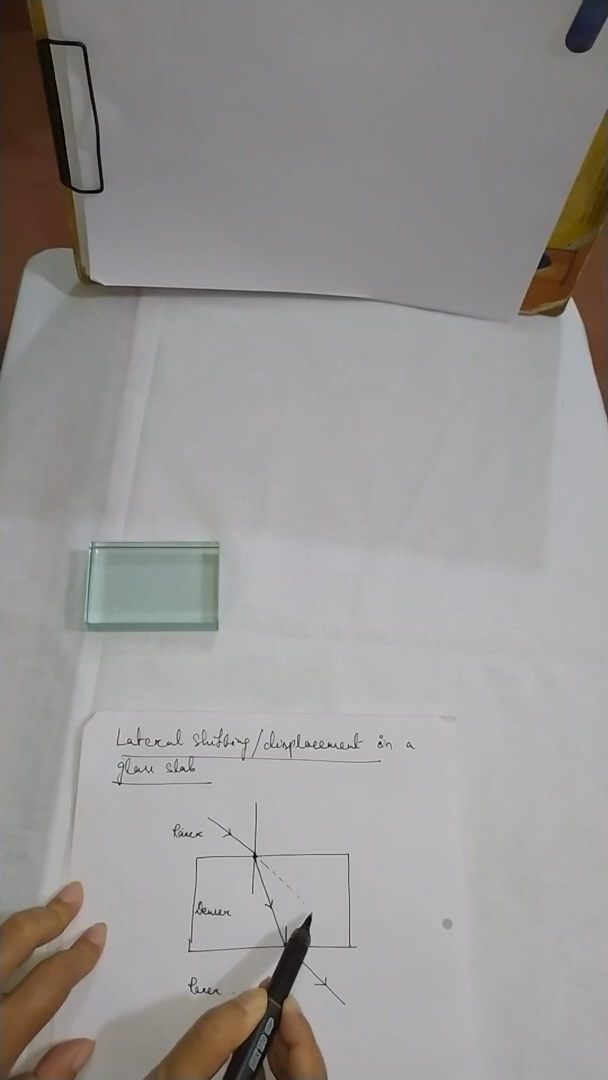 Lateral shifting/displacement in a
glass slab
Rarer
Denser
Rarer